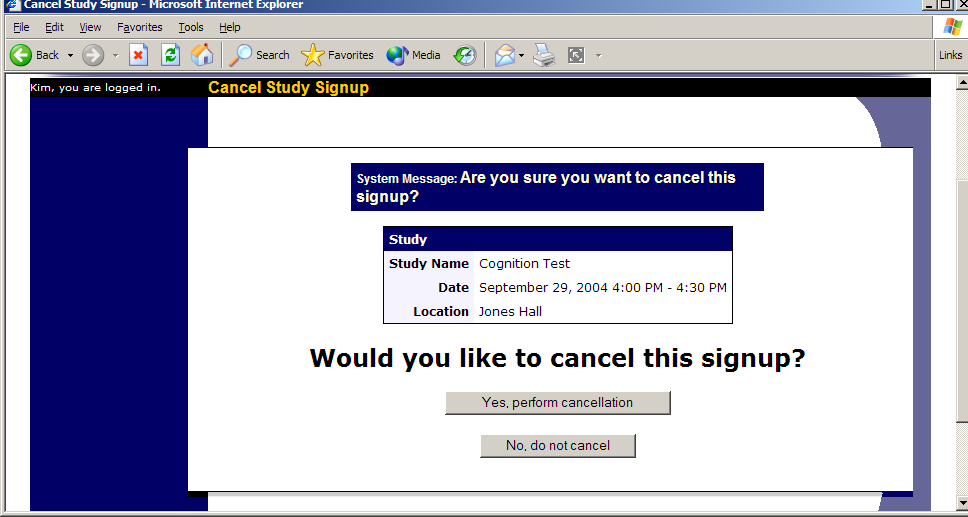 Cancel Study Signup - Microsoft Internet Explorer
File Edit View Favorites Tools Help
Back Search Favorites Media Links
Kim, you are logged in. Cancel Study Signup
System Message: Are you sure you want to cancel this
signup?
Study
Study Name Cognition Test
Date September 29, 2004 4:00 PM - 4:30 PM
Location Jones Hall
Would you like to cancel this signup?
Yes, perform cancellation
No, do not cancel